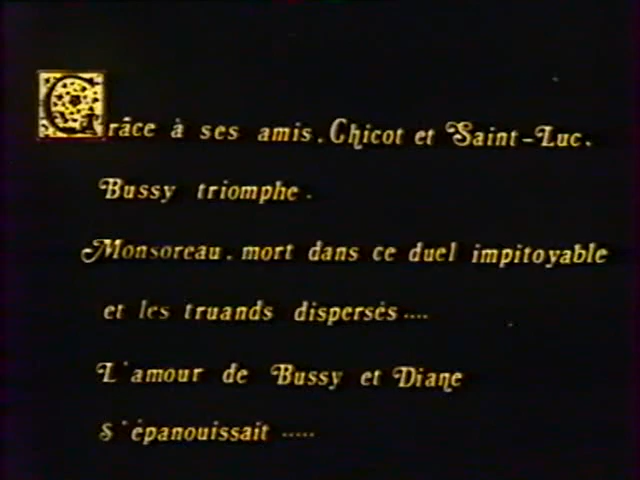 Grâce à ses amis, Chicot et Saint-Luc,
Bussy triomphe.
Monsoreau, mort dans ce duel impitoyable
et les truands dispersés....
L'amour de Bussy et Diane
s'épanouissait .....